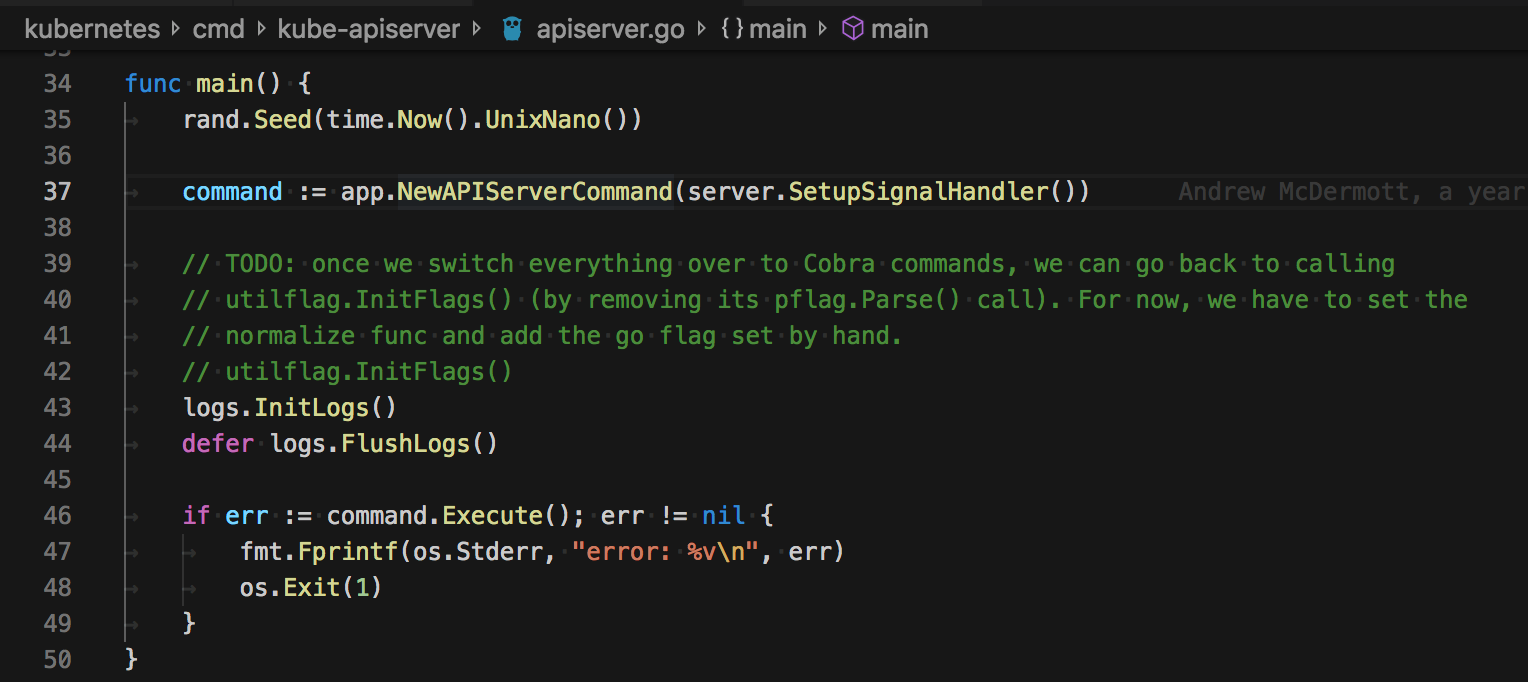 kubernetes cmd kube-apiserver apiserver.go {} main main
34 func main() {
35 rand.Seed(time.Now().UnixNano())
36
37 command := app.NewAPIServerCommand(server.SetupSignalHandler()) Andrew McDermott, a year
38
39 // TODO: once we switch everything over to Cobra commands, we can go back to calling
40 // utilflag.InitFlags() (by removing its pflag.Parse() call). For now, we have to set the
41 // normalize func and add the go flag set by hand.
42 // utilflag.InitFlags()
43 logs.InitLogs()
44 defer logs.FlushLogs()
45
46 if err := command.Execute(); err != nil {
47 fmt.Fprintf(os.Stderr, "error: %v\n", err)
48 os.Exit(1)
49 }
50 }